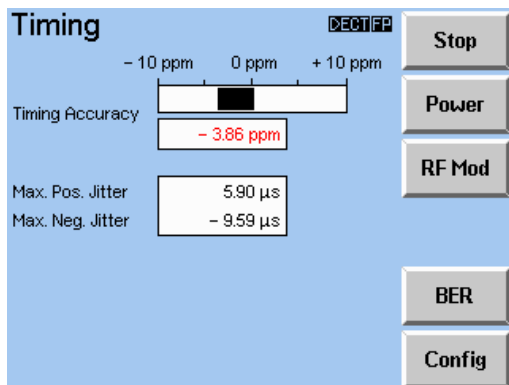 Timing
DECT FP
– 10 ppm 0 ppm + 10 ppm
Timing Accuracy
– 3.86 ppm
Max. Pos. Jitter 5.90 µs
Max. Neg. Jitter – 9.59 µs
Stop
Power
RF Mod
BER
Config